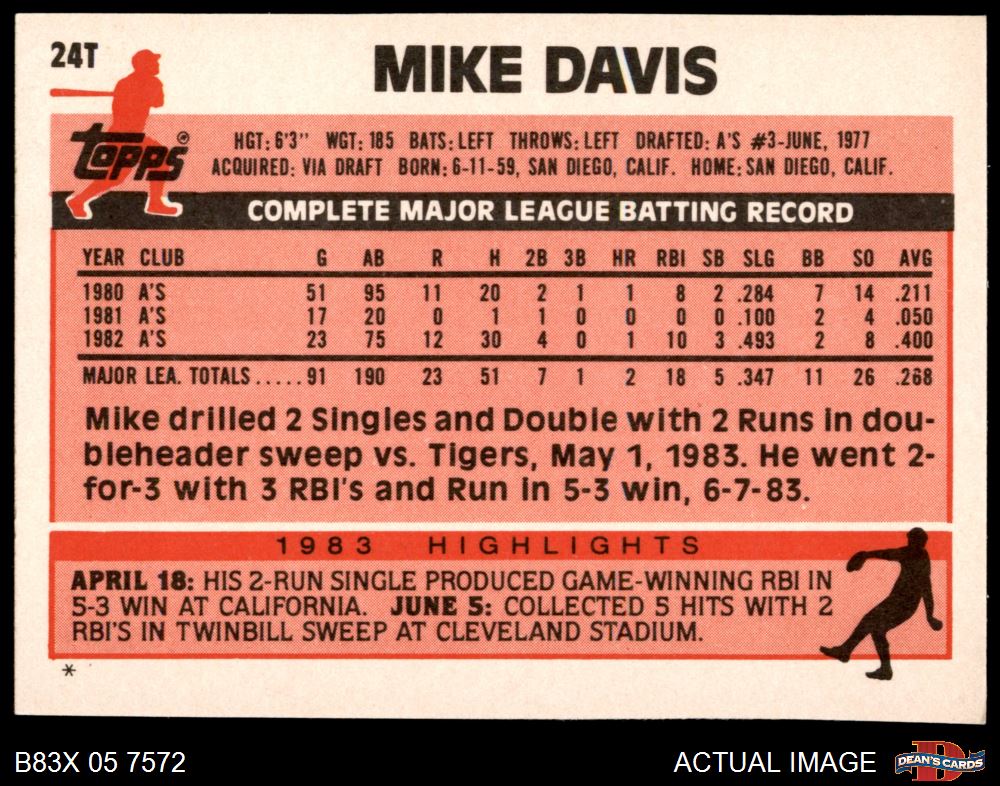 24T
MIKE DAVIS
topps®
HGT: 6'3" WGT: 185 BATS: LEFT THROWS: LEFT DRAFTED: A'S #3-JUNE, 1977
ACQUIRED: VIA DRAFT BORN: 6-11-59, SAN DIEGO, CALIF. HOME: SAN DIEGO, CALIF.
COMPLETE MAJOR LEAGUE BATTING RECORD
YEAR CLUB G AB R H 2B 3B HR RBI SB SLG BB SO AVG
1980 A'S 51 95 11 20 2 1 1 8 2 .284 7 14 .211
1981 A'S 17 20 0 1 1 0 0 0 0 .100 2 4 .050
1982 A'S 23 75 12 30 4 0 1 10 3 .493 2 8 .400
MAJOR LEA. TOTALS.....91 190 23 51 7 1 2 18 5 .347 11 26 .268
Mike drilled 2 Singles and Double with 2 Runs in dou-
bleheader sweep vs. Tigers, May 1, 1983. He went 2-
for-3 with 3 RBI's and Run in 5-3 win, 6-7-83.
1983 HIGHLIGHTS
APRIL 18: HIS 2-RUN SINGLE PRODUCED GAME-WINNING RBI IN
5-3 WIN AT CALIFORNIA. JUNE 5: COLLECTED 5 HITS WITH 2
RBI'S IN TWINBILL SWEEP AT CLEVELAND STADIUM.
*
B83X 05 7572
ACTUAL IMAGE
D
DEAN'S CARDS